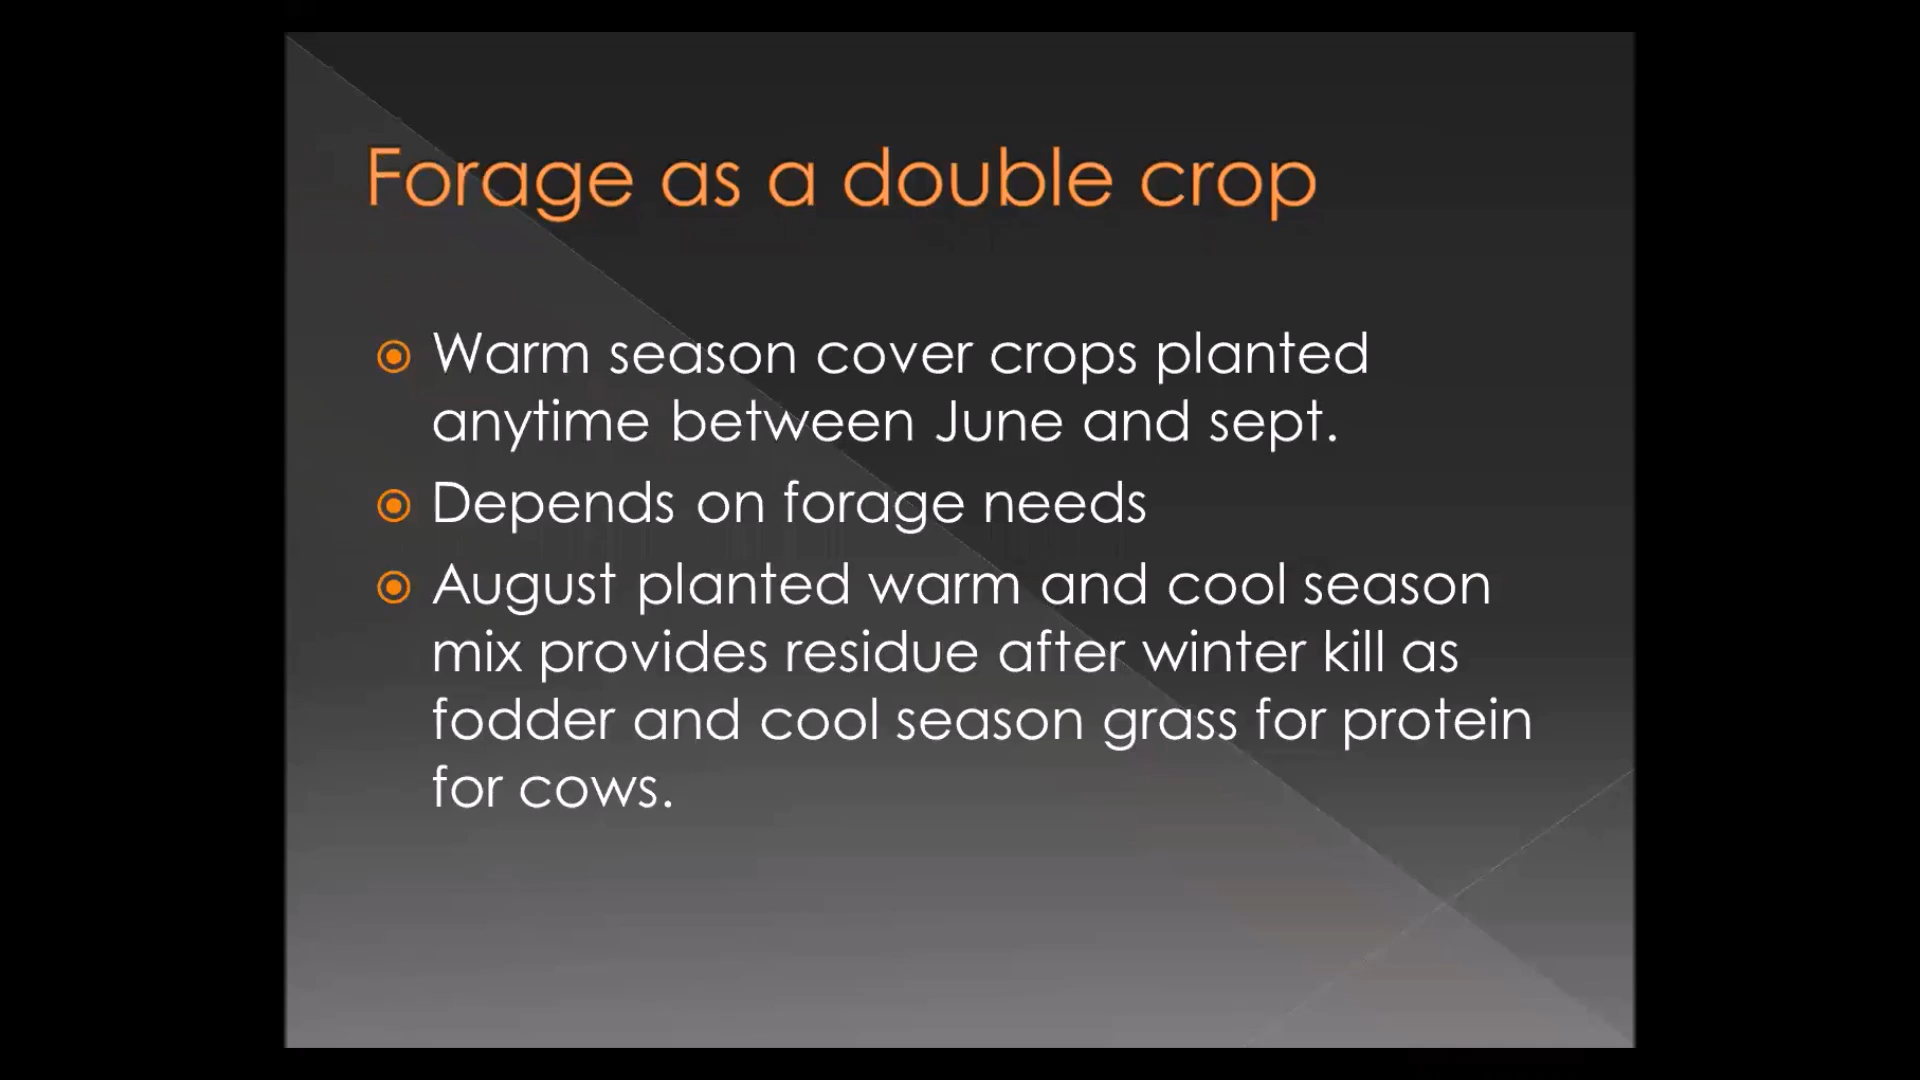 Forage as a double crop
Warm season cover crops planted
anytime between June and sept.
Depends on forage needs
August planted warm and cool season
mix provides residue after winter kill as
fodder and cool season grass for protein
for cows.